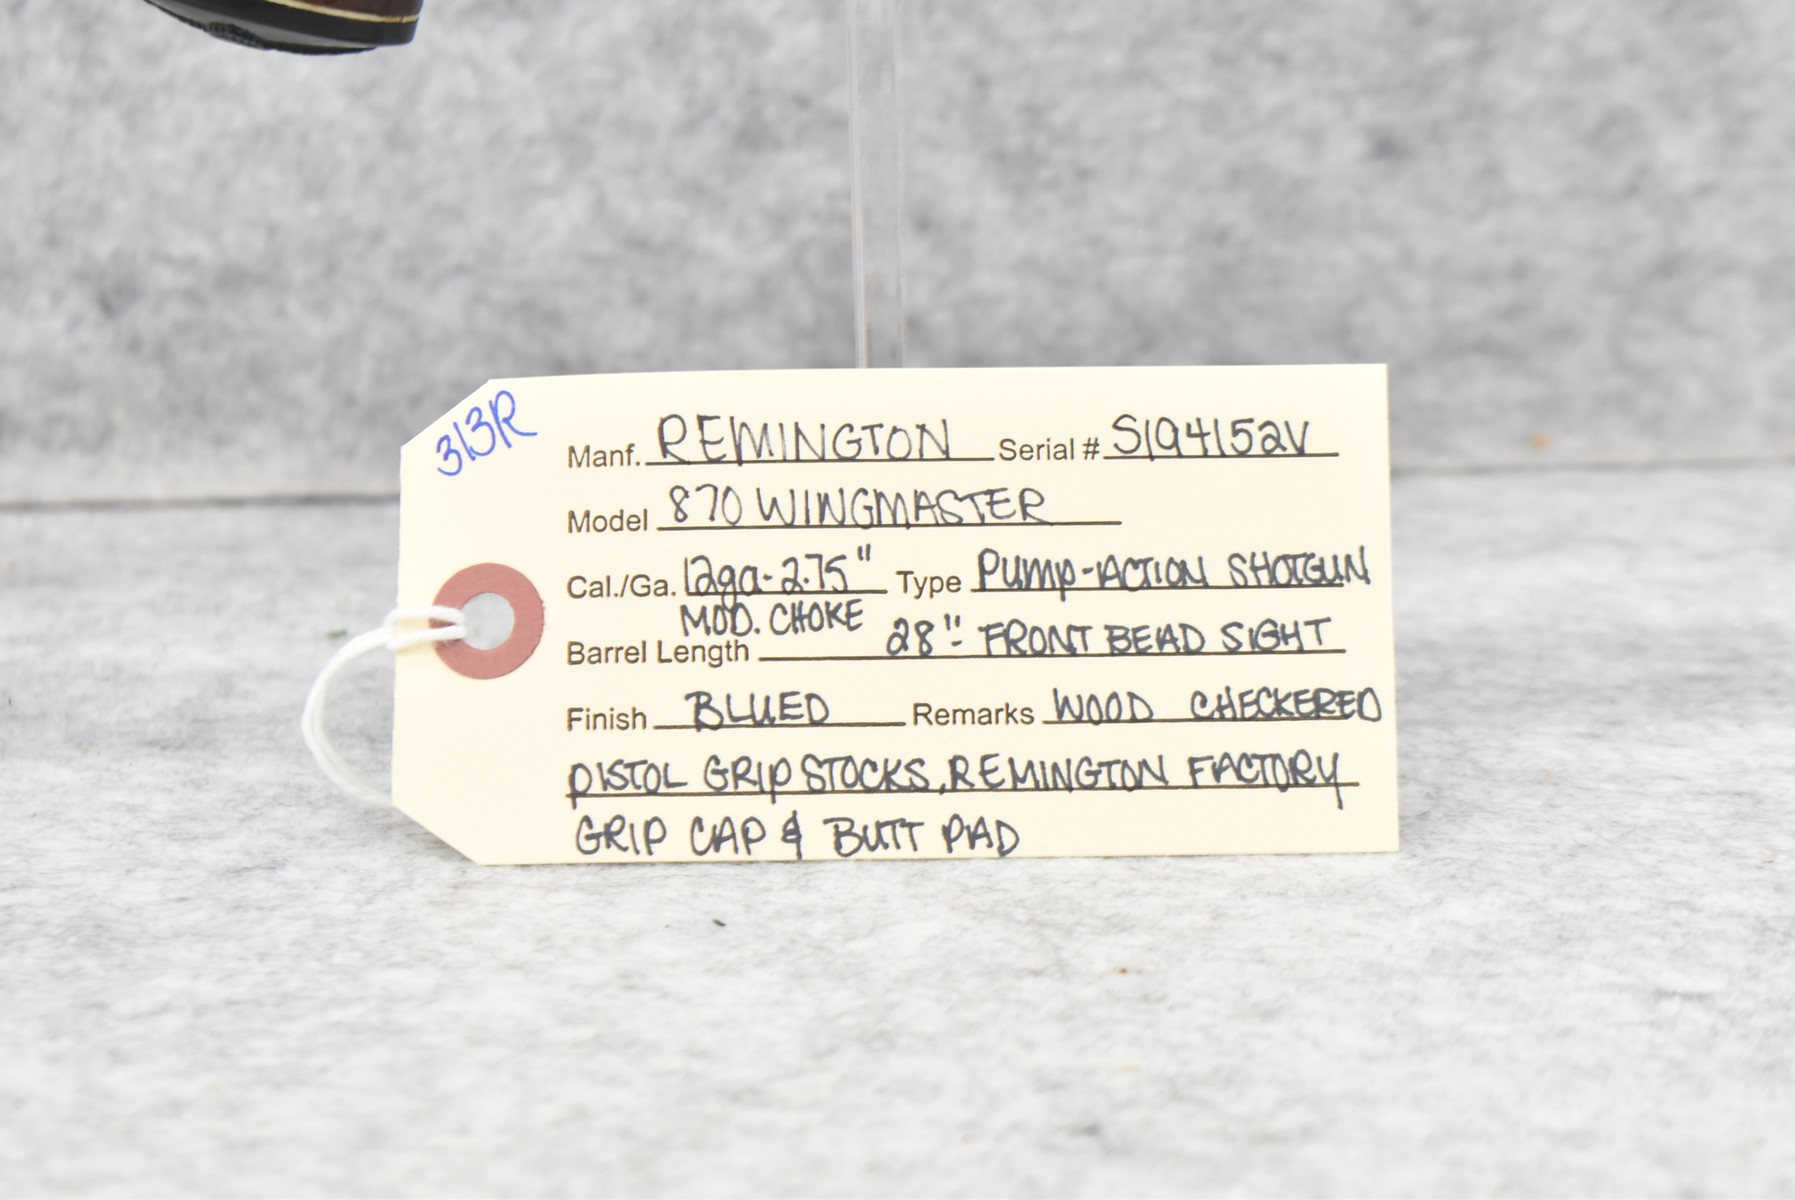 313R
Manf. REMINGTON Serial # S194152V
Model 870 WINGMASTER
Cal./Ga. 12ga-2.75" Type PUMP-ACTION SHOTGUN
MOD. CHOKE
Barrel Length 28"- FRONT BEAD SIGHT
Finish BLUED Remarks WOOD CHECKERED
PISTOL GRIP STOCKS, REMINGTON FACTORY
GRIP CAP & BUTT PAD